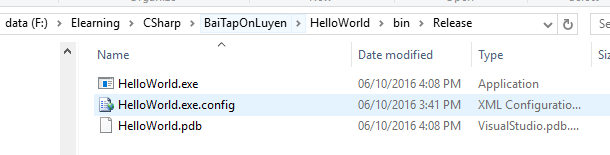 data (F:) > Elearning > CSharp > BaiTapOnLuyen > HelloWorld > bin > Release
Name Date modified Type
HelloWorld.exe 06/10/2016 4:08 PM Application
HelloWorld.exe.config 06/10/2016 3:41 PM XML Configuratio...
HelloWorld.pdb 06/10/2016 4:08 PM VisualStudio.pdb....